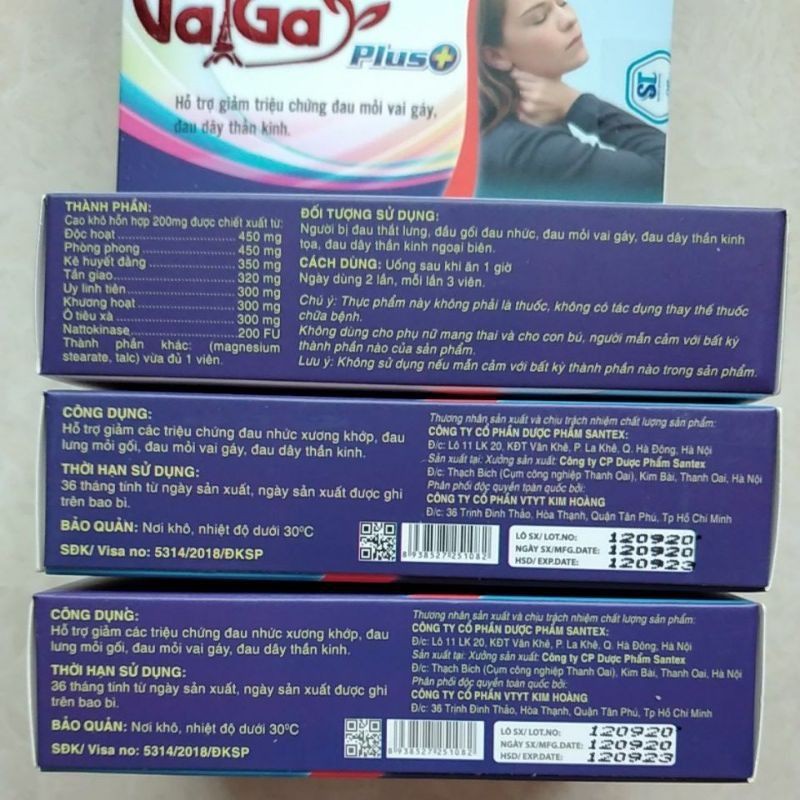 VaiGáy
Plus+
Hỗ trợ giảm triệu chứng đau mỏi vai gáy,
đau dây thần kinh.
THÀNH PHẦN:
Cao khô hỗn hợp 200mg được chiết xuất từ:
Độc hoạt 450 mg
Phòng phong 450 mg
Kê huyết đằng 350 mg
Tần giao 320 mg
Uy linh tiên 300 mg
Khương hoạt 300 mg
Ô tiêu xà 300 mg
Nattokinase 200 FU
Thành phần khác: (magnesium
stearate, talc) vừa đủ 1 viên.
ĐỐI TƯỢNG SỬ DỤNG:
Người bị đau thắt lưng, đầu gối đau nhức, đau mỏi vai gáy, đau dây thần kinh
tọa, đau dây thần kinh ngoại biên.
CÁCH DÙNG: Uống sau khi ăn 1 giờ
Ngày dùng 2 lần, mỗi lần 3 viên.
Chú ý: Thực phẩm này không phải là thuốc, không có tác dụng thay thế thuốc
chữa bệnh.
Không dùng cho phụ nữ mang thai và cho con bú, người mẫn cảm với bất kỳ
thành phần nào của sản phẩm.
Lưu ý: Không sử dụng nếu mẫn cảm với bất kỳ thành phần nào trong sản phẩm.
CÔNG DỤNG:
Hỗ trợ giảm các triệu chứng đau nhức xương khớp, đau
lưng mỏi gối, đau mỏi vai gáy, đau dây thần kinh.
THỜI HẠN SỬ DỤNG:
36 tháng tính từ ngày sản xuất, ngày sản xuất được ghi
trên bao bì.
BẢO QUẢN: Nơi khô, nhiệt độ dưới 30°C
SĐK/ Visa no: 5314/2018/ĐKSP
Thương nhân sản xuất và chịu trách nhiệm chất lượng sản phẩm:
CÔNG TY CỔ PHẦN DƯỢC PHẨM SANTEX:
Đ/c: Lô 11 LK 20, KĐT Văn Khê, P. La Khê, Q. Hà Đông, Hà Nội
Sản xuất tại: Xưởng sản xuất: Công ty CP Dược Phẩm Santex
Đ/c: Thạch Bích (Cụm công nghiệp Thanh Oai), Kim Bài, Thanh Oai, Hà Nội
Phân phối độc quyền toàn quốc bởi:
CÔNG TY CỔ PHẦN VTYT KIM HOÀNG
Đ/c: 36 Trịnh Đình Thảo, Hòa Thạnh, Quận Tân Phú, Tp Hồ Chí Minh
8 938527 251082
LÔ SX/ LOT.NO: 120920
NGÀY SX/MFG.DATE: 120920
HSD/ EXP.DATE: 120923
CÔNG DỤNG:
Hỗ trợ giảm các triệu chứng đau nhức xương khớp, đau
lưng mỏi gối, đau mỏi vai gáy, đau dây thần kinh.
THỜI HẠN SỬ DỤNG:
36 tháng tính từ ngày sản xuất, ngày sản xuất được ghi
trên bao bì.
BẢO QUẢN: Nơi khô, nhiệt độ dưới 30°C
SĐK/ Visa no: 5314/2018/ĐKSP
Thương nhân sản xuất và chịu trách nhiệm chất lượng sản phẩm:
CÔNG TY CỔ PHẦN DƯỢC PHẨM SANTEX:
Đ/c: Lô 11 LK 20, KĐT Văn Khê, P. La Khê, Q. Hà Đông, Hà Nội
Sản xuất tại: Xưởng sản xuất: Công ty CP Dược Phẩm Santex
Đ/c: Thạch Bích (Cụm công nghiệp Thanh Oai), Kim Bài, Thanh Oai, Hà Nội
Phân phối độc quyền toàn quốc bởi:
CÔNG TY CỔ PHẦN VTYT KIM HOÀNG
Đ/c: 36 Trịnh Đình Thảo, Hòa Thạnh, Quận Tân Phú, Tp Hồ Chí Minh
8 938527 251082
LÔ SX/ LOT.NO: 120920
NGÀY SX/MFG.DATE: 120920
HSD/ EXP.DATE: 120923